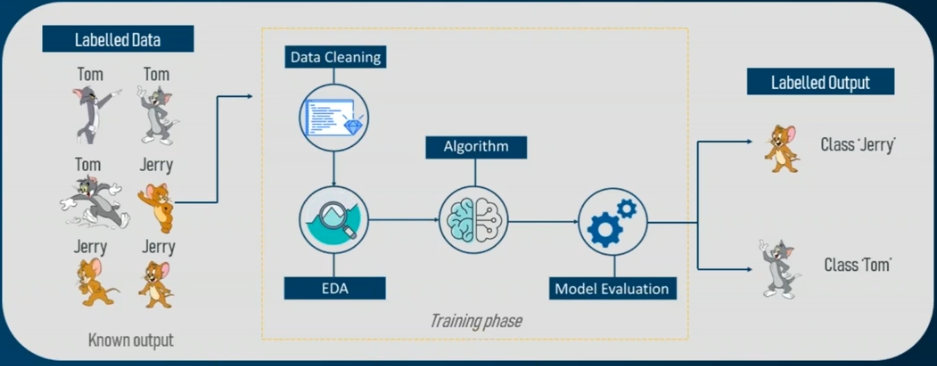 Labelled Data
Tom
Tom
Tom
Jerry
Jerry
Jerry
Known output
Data Cleaning
EDA
Algorithm
Model Evaluation
Training phase
Labelled Output
Class 'Jerry'
Class 'Tom'